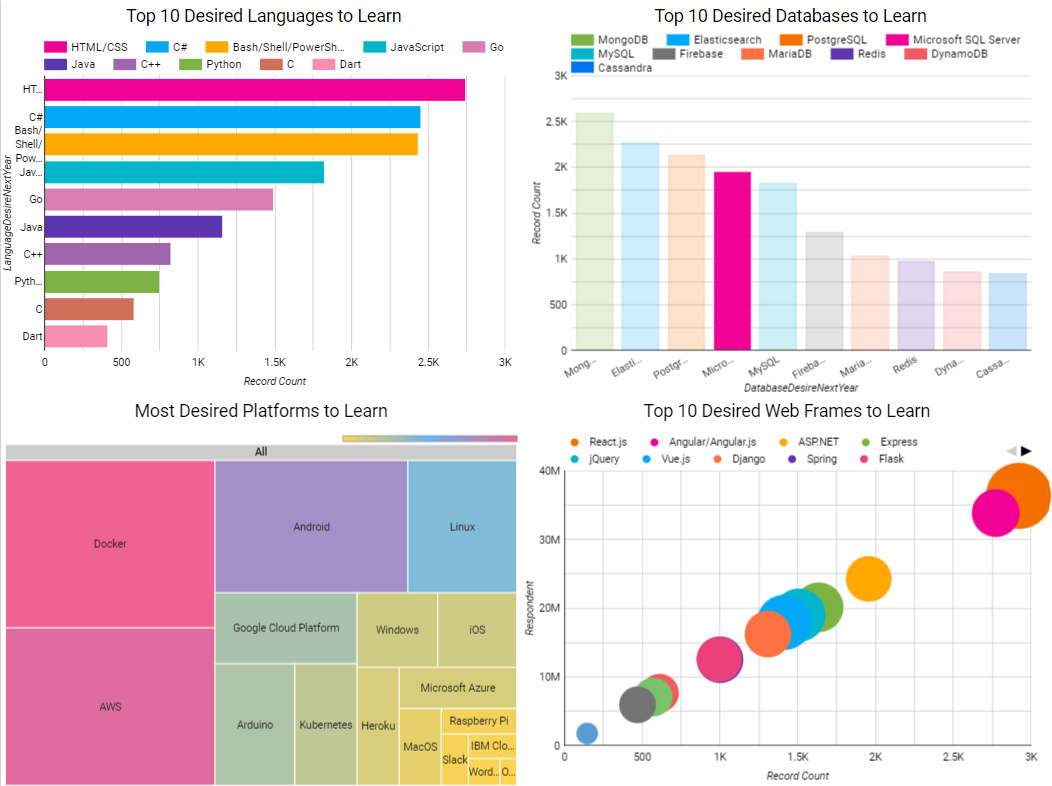 Top 10 Desired Languages to Learn
HTML/CSS C# Bash/Shell/PowerSh... JavaScript Go
Java C++ Python C Dart
LanguageDesireNextYear
HT...
C#
Bash/
Shell/
Pow...
Jav...
Go
Java
C++
Pyth...
C
Dart
0 500 1K 1.5K 2K 2.5K 3K
Record Count
Top 10 Desired Databases to Learn
MongoDB Elasticsearch PostgreSQL Microsoft SQL Server
MySQL Firebase MariaDB Redis DynamoDB
Cassandra
Record Count
3K
2.5K
2K
1.5K
1K
500
0
Mong... Elasti... Postgr... Micro... MySQL Fireba... Maria... Redis Dyna... Cassa...
DatabaseDesireNextYear
Most Desired Platforms to Learn
All
Docker
Android
Linux
AWS
Google Cloud Platform
Windows
iOS
Arduino
Kubernetes
Heroku
Microsoft Azure
MacOS
Raspberry Pi
Slack
IBM Clo...
Word...
O...
Top 10 Desired Web Frames to Learn
React.js Angular/Angular.js ASP.NET Express
jQuery Vue.js Django Spring Flask
Respondent
40M
30M
20M
10M
0
0 500 1K 1.5K 2K 2.5K 3K
Record Count